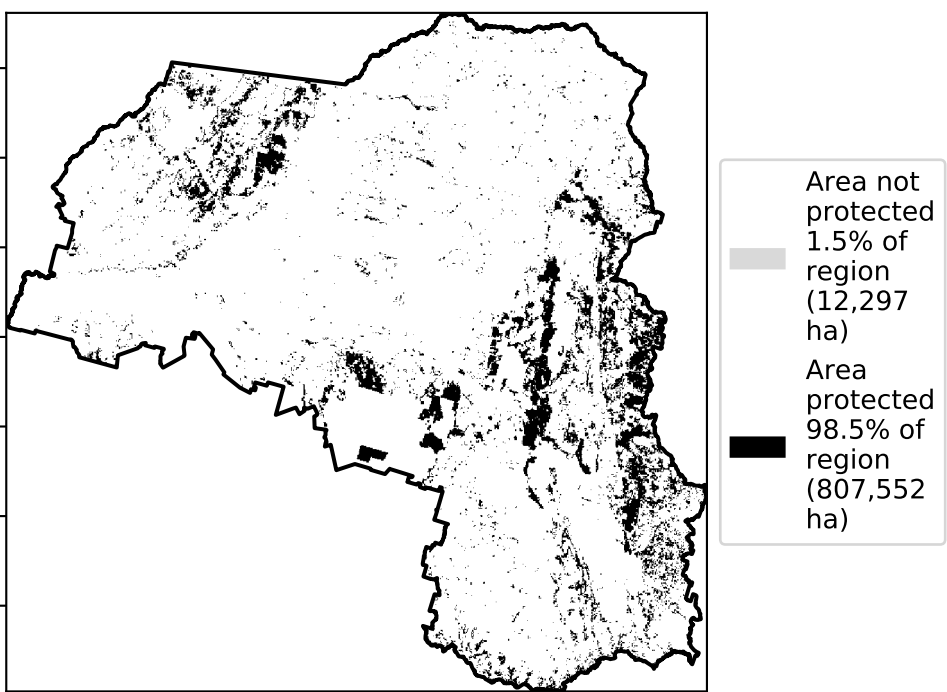 Area not
protected
1.5% of
region
(12,297
ha)
Area
protected
98.5% of
region
(807,552
ha)